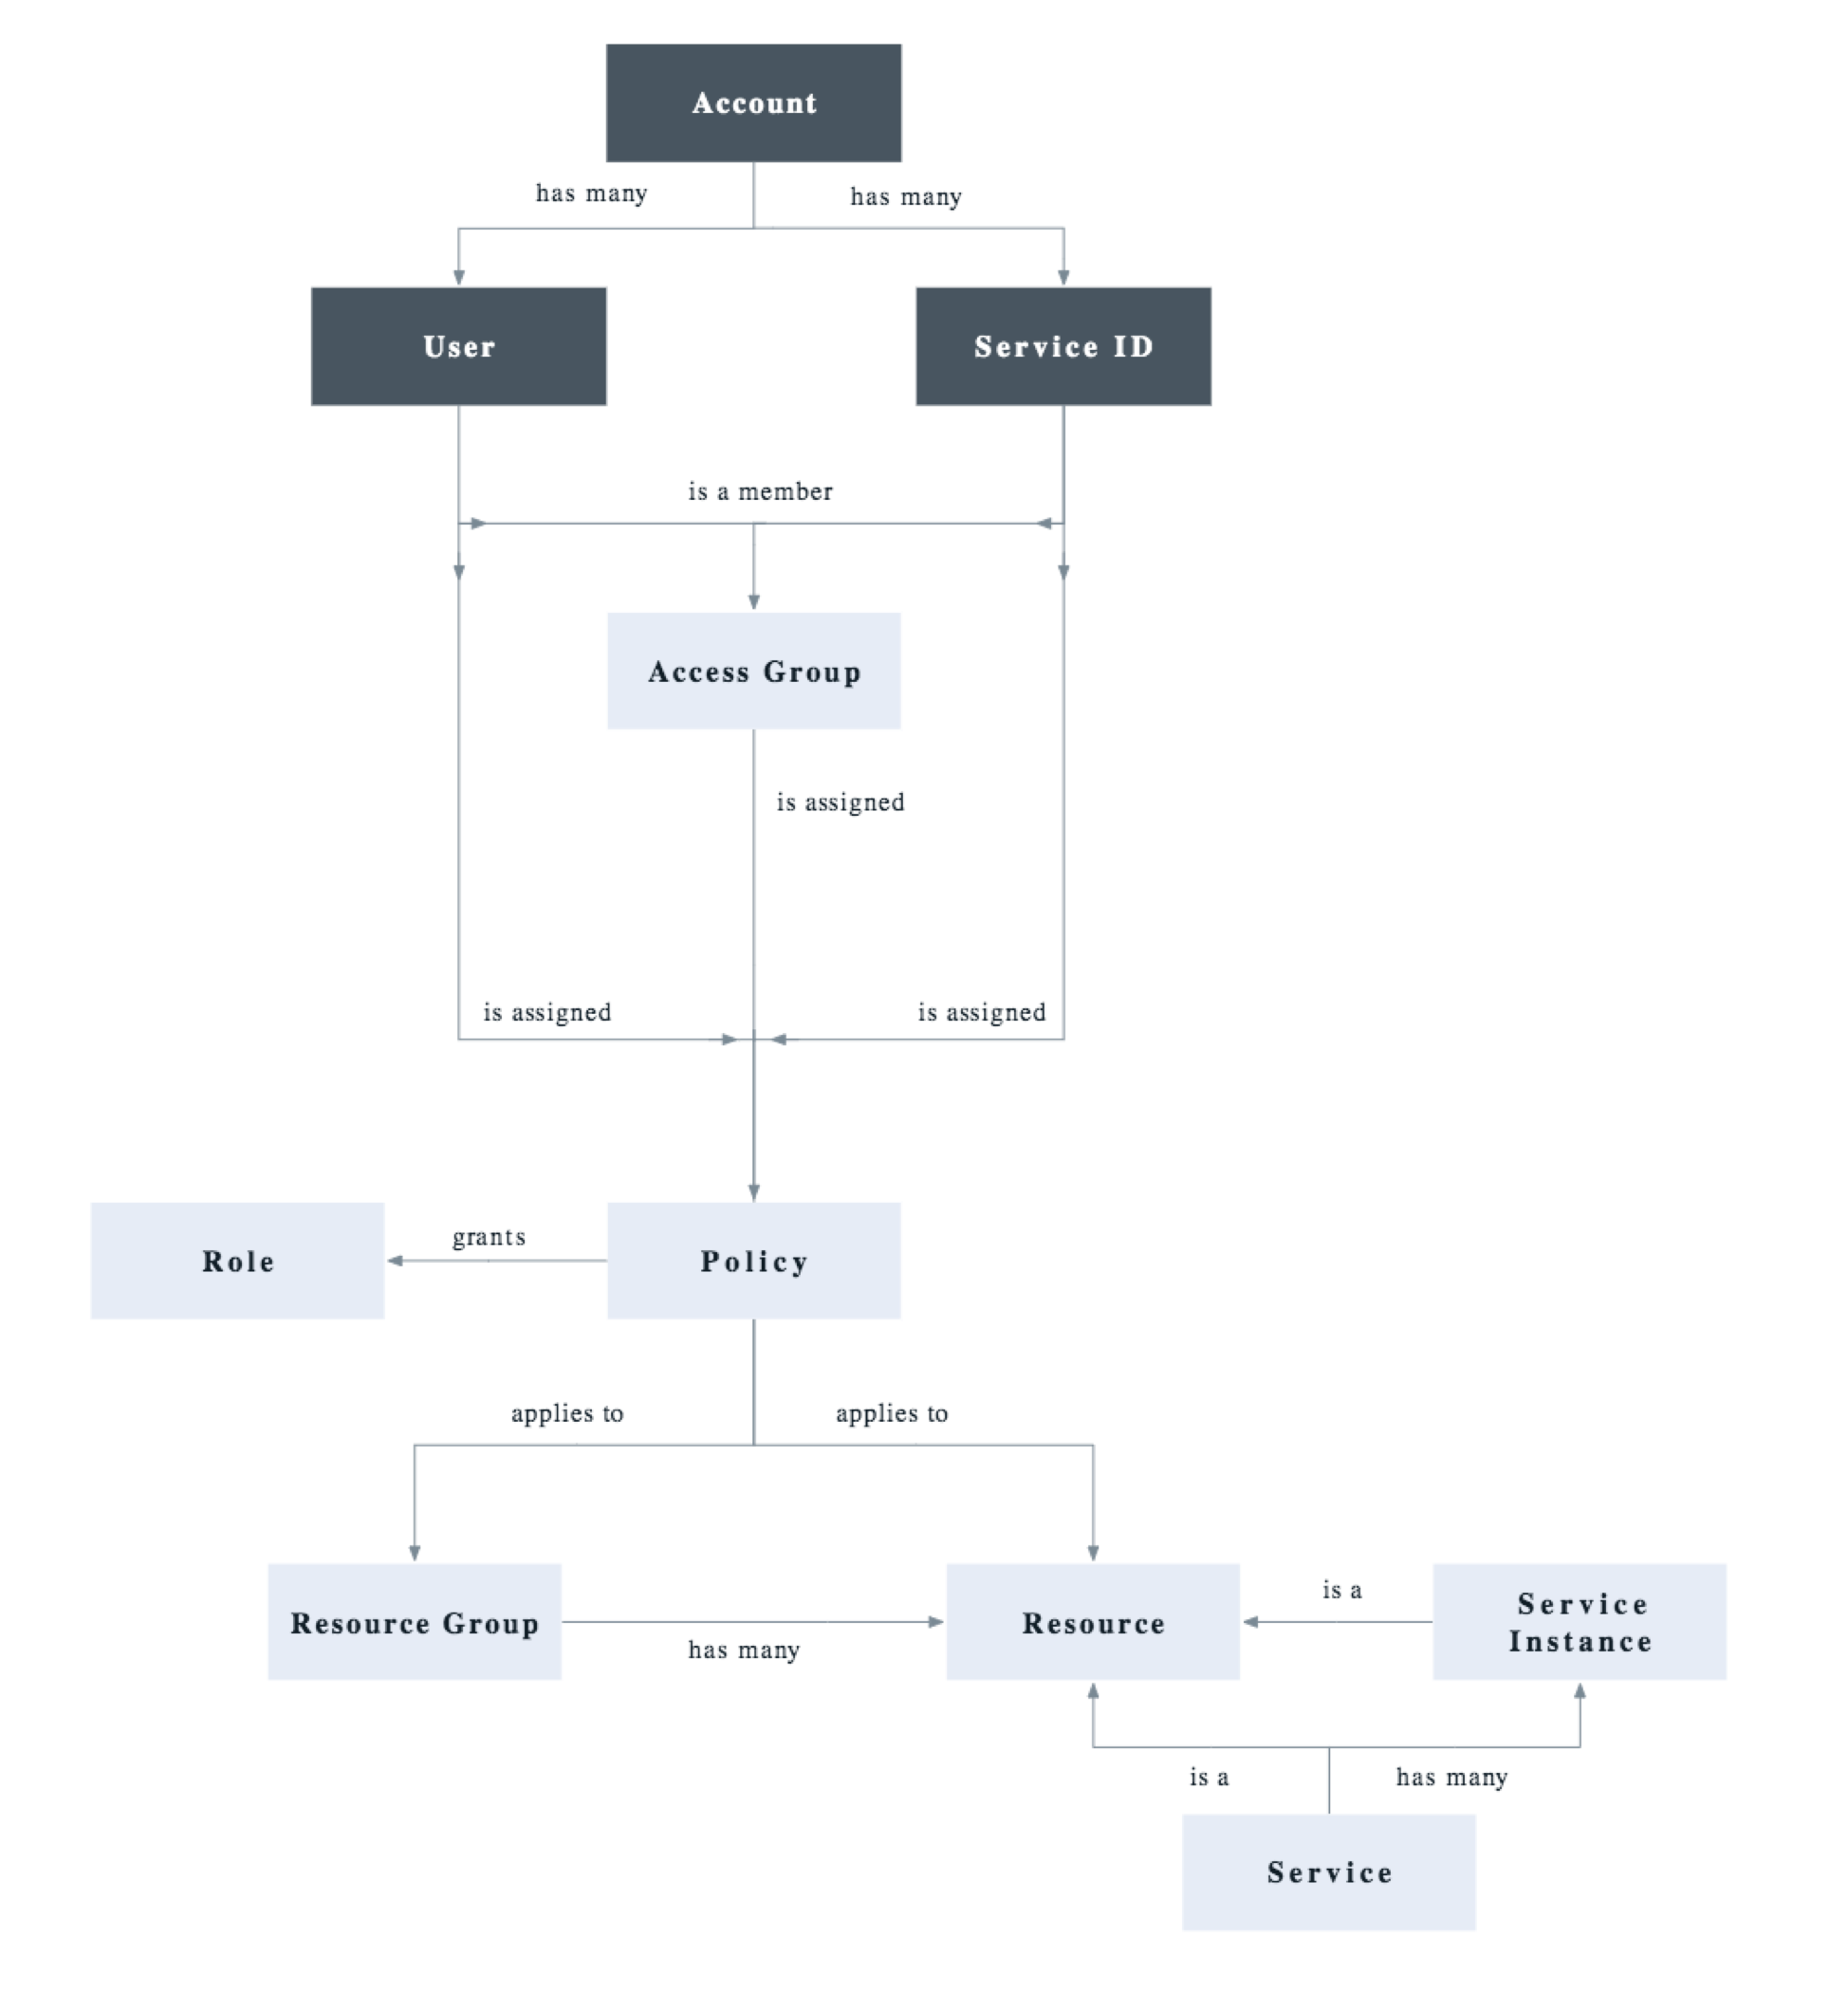 Account
has many
has many
User
Service ID
is a member
Access Group
is assigned
is assigned
is assigned
Role
grants
Policy
applies to
applies to
Resource Group
has many
Resource
is a
Service
Instance
is a
has many
Service